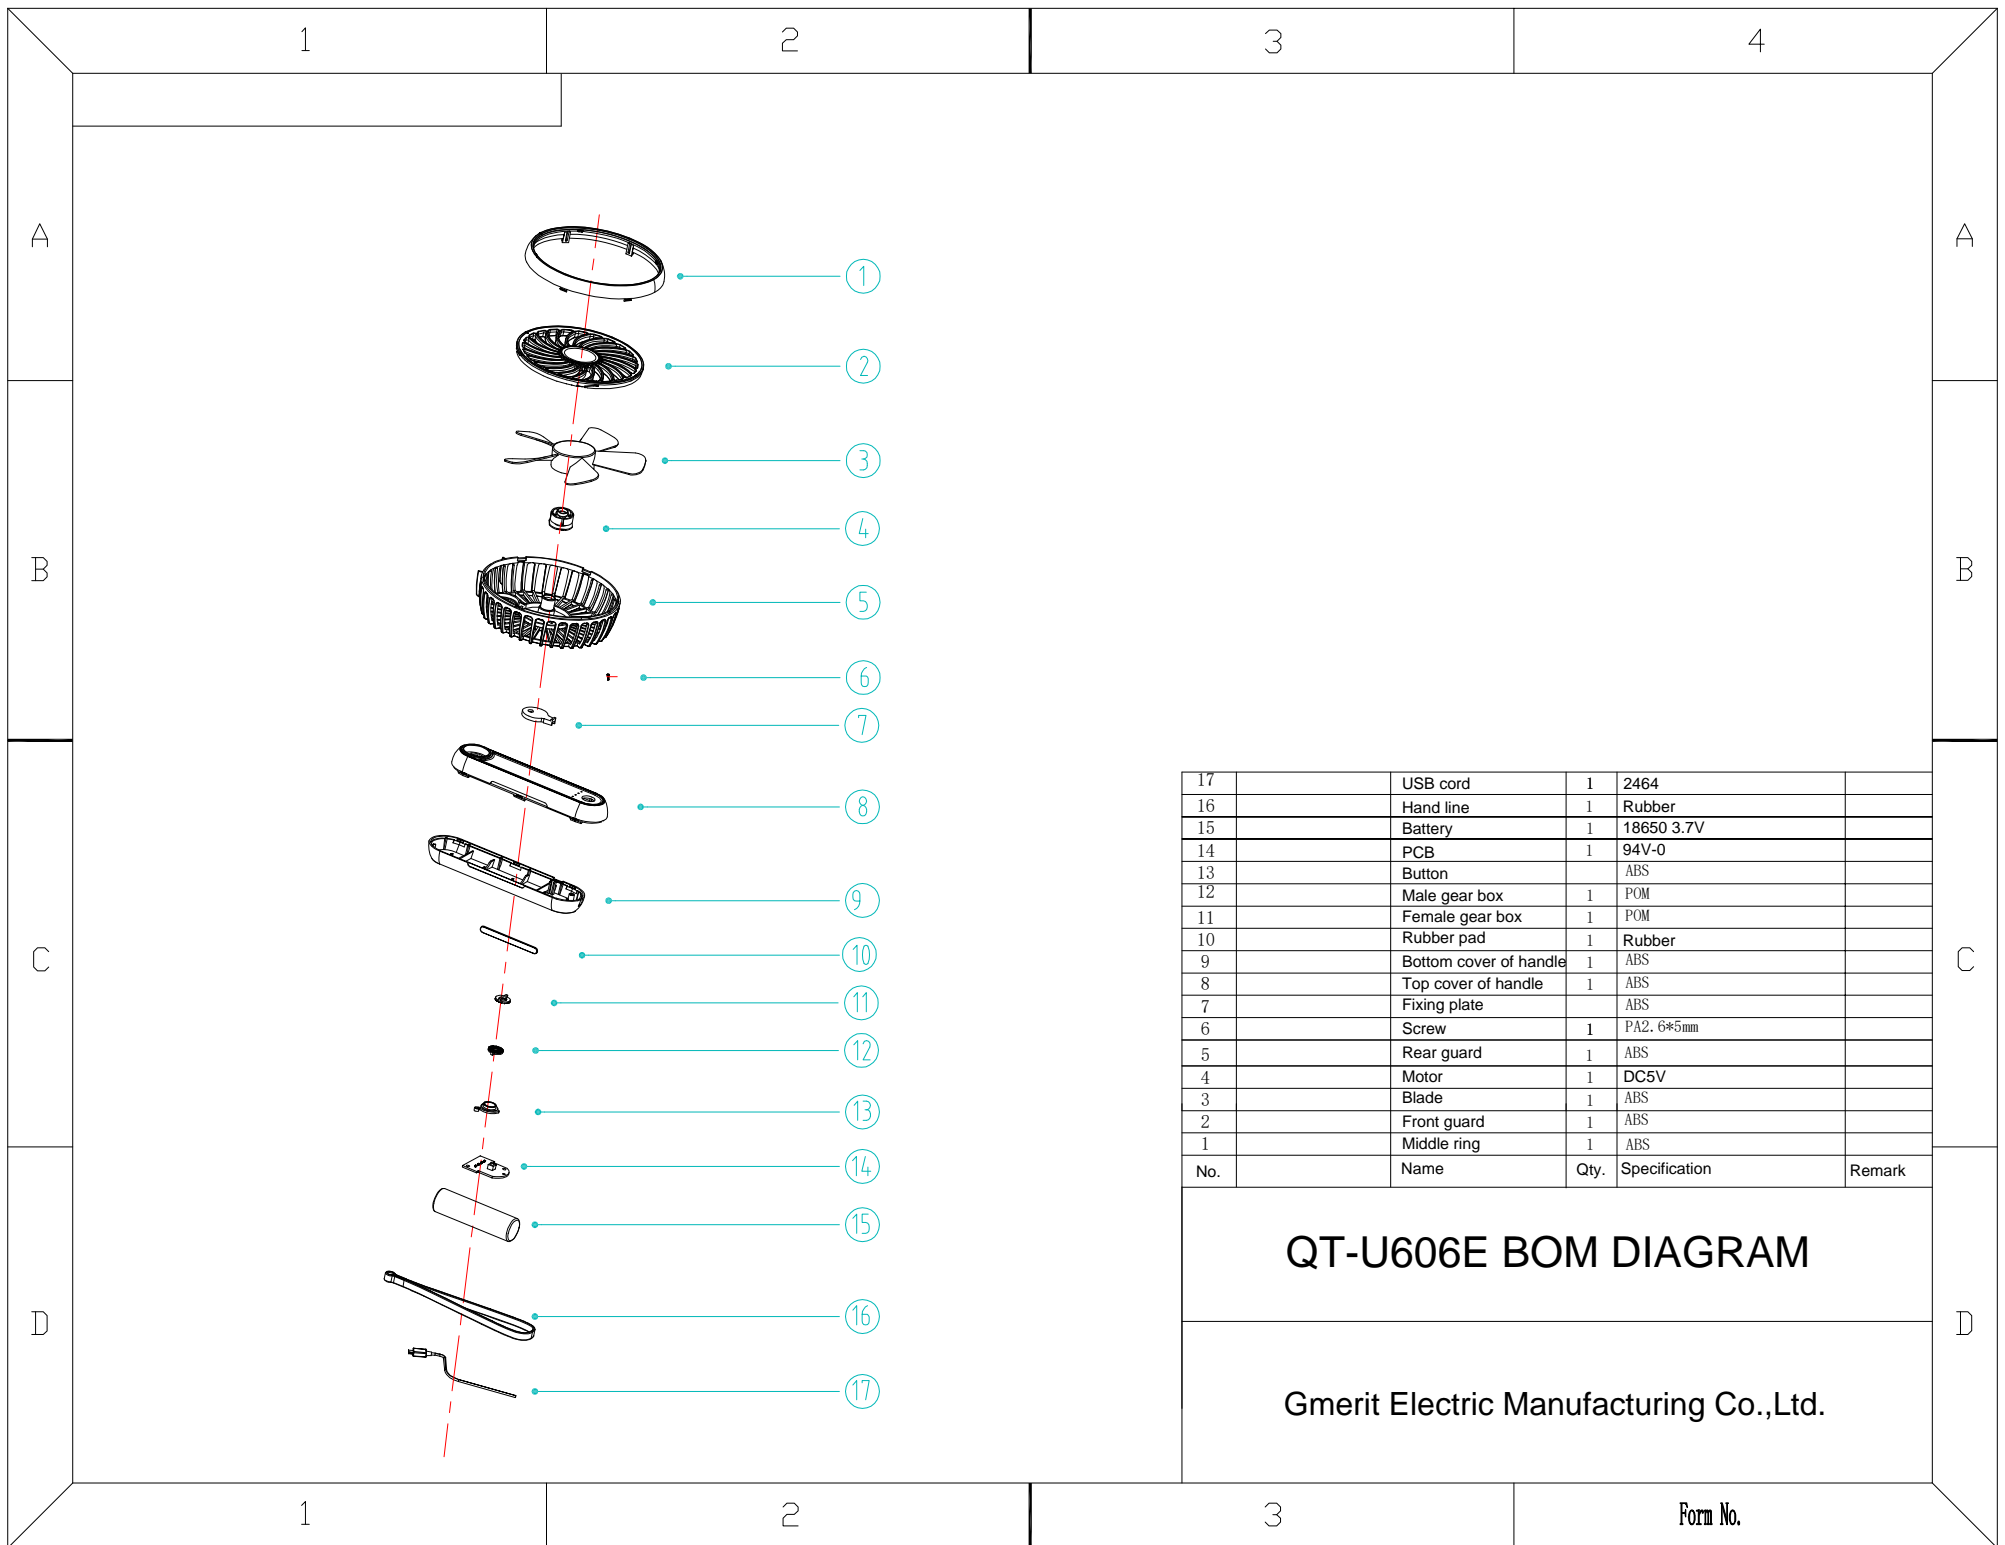 1 2 3 4
A A
1
2
3
4
B B
5
6
7
8
9
C C
10
11
12
13
14
15
D D
16
17
17 USB cord 1 2464
16 Hand line 1 Rubber
15 Battery 1 18650 3.7V
14 PCB 1 94V-0
13 Button ABS
12 Male gear box 1 POM
11 Female gear box 1 POM
10 Rubber pad 1 Rubber
9 Bottom cover of handle 1 ABS
8 Top cover of handle 1 ABS
7 Fixing plate ABS
6 Screw 1 PA2.6*5mm
5 Rear guard 1 ABS
4 Motor 1 DC5V
3 Blade 1 ABS
2 Front guard 1 ABS
1 Middle ring 1 ABS
No. Name Qty. Specification Remark
QT-U606E BOM DIAGRAM
Gmerit Electric Manufacturing Co.,Ltd.
1 2 3 Form No.